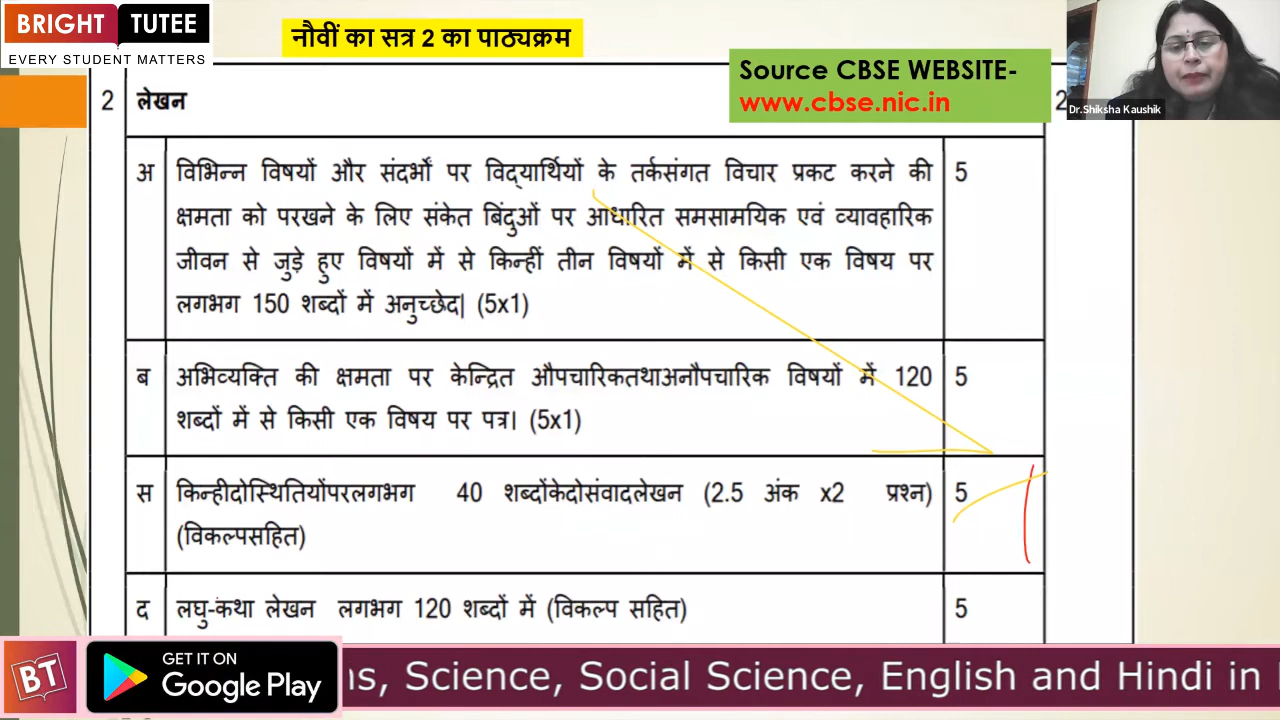 BRIGHT TUTEE
EVERY STUDENT MATTERS
नौवीं का सत्र 2 का पाठ्यक्रम
Source CBSE WEBSITE-
www.cbse.nic.in
Dr.Shiksha Kaushik
2 लेखन 2
अ विभिन्न विषयों और संदर्भों पर विद्यार्थियों के तर्कसंगत विचार प्रकट करने की 5
क्षमता को परखने के लिए संकेत बिंदुओं पर आधारित समसामयिक एवं व्यावहारिक
जीवन से जुड़े हुए विषयों में से किन्हीं तीन विषयों में से किसी एक विषय पर
लगभग 150 शब्दों में अनुच्छेद| (5x1)
ब अभिव्यक्ति की क्षमता पर केन्द्रित औपचारिकतथाअनौपचारिक विषयों में 120 5
शब्दों में से किसी एक विषय पर पत्र। (5x1)
स किन्हीदोस्थितियोंपरलगभग 40 शब्दोंकेदोसंवादलेखन (2.5 अंक x2 प्रश्न) 5
(विकल्पसहित)
द लघु-कथा लेखन लगभग 120 शब्दों में (विकल्प सहित) 5
BT
GET IT ON
Google Play
Science, Social Science, English and Hindi in